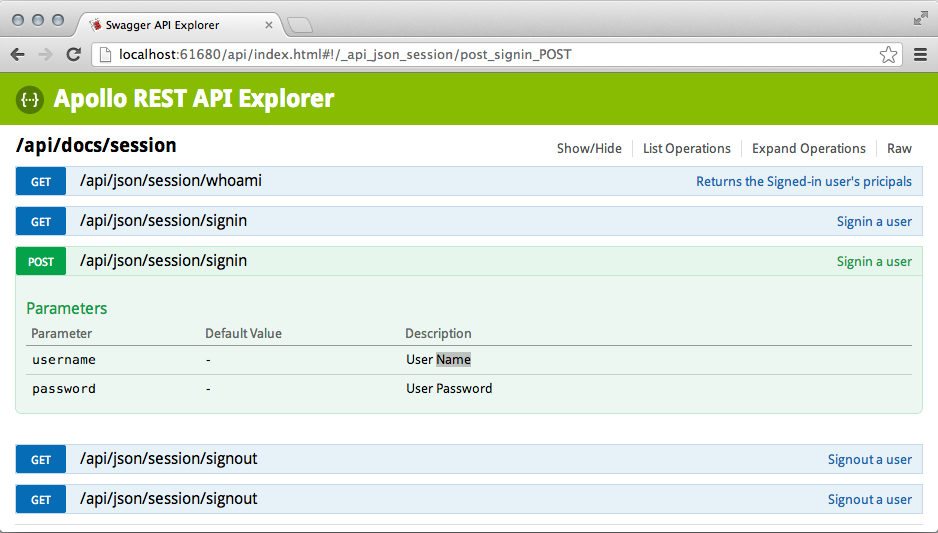 Swagger API Explorer
localhost:61680/api/index.html#!/_api_json_session/post_signin_POST
{··} Apollo REST API Explorer
/api/docs/session Show/Hide List Operations Expand Operations Raw
GET /api/json/session/whoami Returns the Signed-in user's pricipals
GET /api/json/session/signin Signin a user
POST /api/json/session/signin Signin a user
Parameters
Parameter Default Value Description
username - User Name
password - User Password
GET /api/json/session/signout Signout a user
GET /api/json/session/signout Signout a user